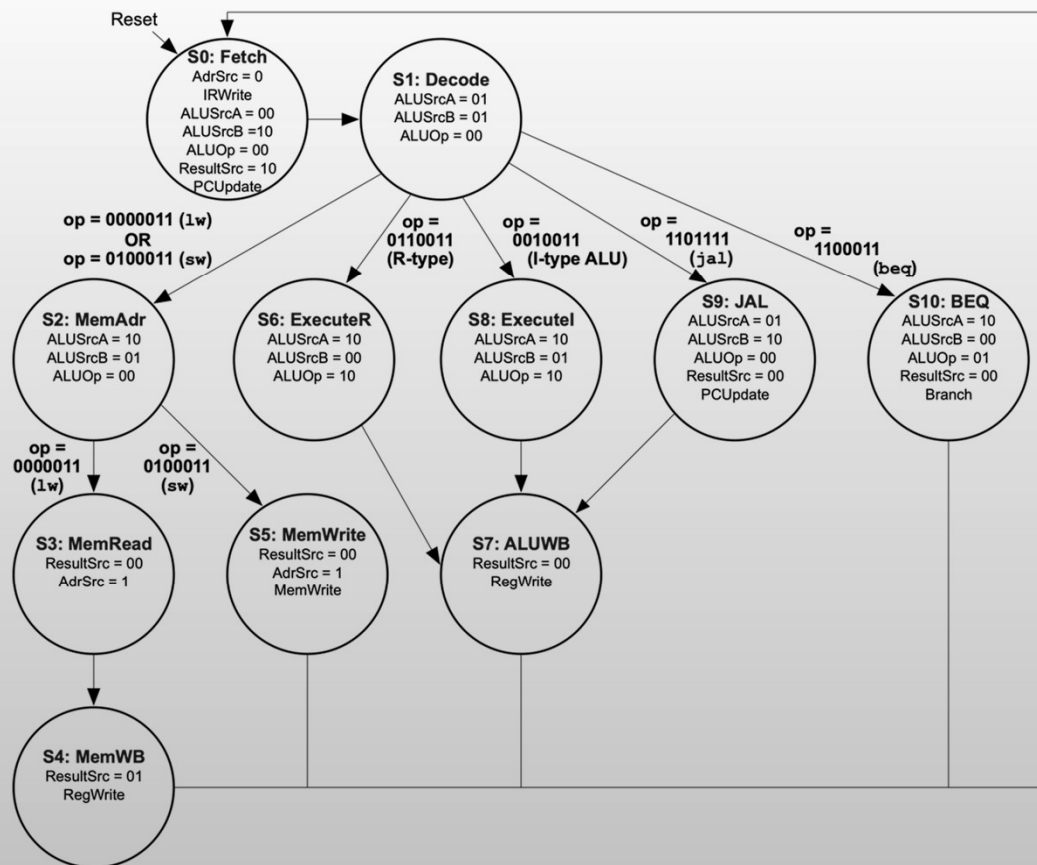 Reset
S0: Fetch
AdrSrc = 0
IRWrite
ALUSrcA = 00
ALUSrcB =10
ALUOp = 00
ResultSrc = 10
PCUpdate
S1: Decode
ALUSrcA = 01
ALUSrcB = 01
ALUOp = 00
op = 0000011 (lw)
OR
op = 0100011 (sw)
op =
0110011
(R-type)
op =
0010011
(I-type ALU)
op =
1101111
(jal)
op =
1100011
(beq)
S2: MemAdr
ALUSrcA = 10
ALUSrcB = 01
ALUOp = 00
S6: ExecuteR
ALUSrcA = 10
ALUSrcB = 00
ALUOp = 10
S8: ExecuteI
ALUSrcA = 10
ALUSrcB = 01
ALUOp = 10
S9: JAL
ALUSrcA = 01
ALUSrcB = 10
ALUOp = 00
ResultSrc = 00
PCUpdate
S10: BEQ
ALUSrcA = 10
ALUSrcB = 00
ALUOp = 01
ResultSrc = 00
Branch
op =
0000011
(lw)
op =
0100011
(sw)
S3: MemRead
ResultSrc = 00
AdrSrc = 1
S5: MemWrite
ResultSrc = 00
AdrSrc = 1
MemWrite
S7: ALUWB
ResultSrc = 00
RegWrite
S4: MemWB
ResultSrc = 01
RegWrite